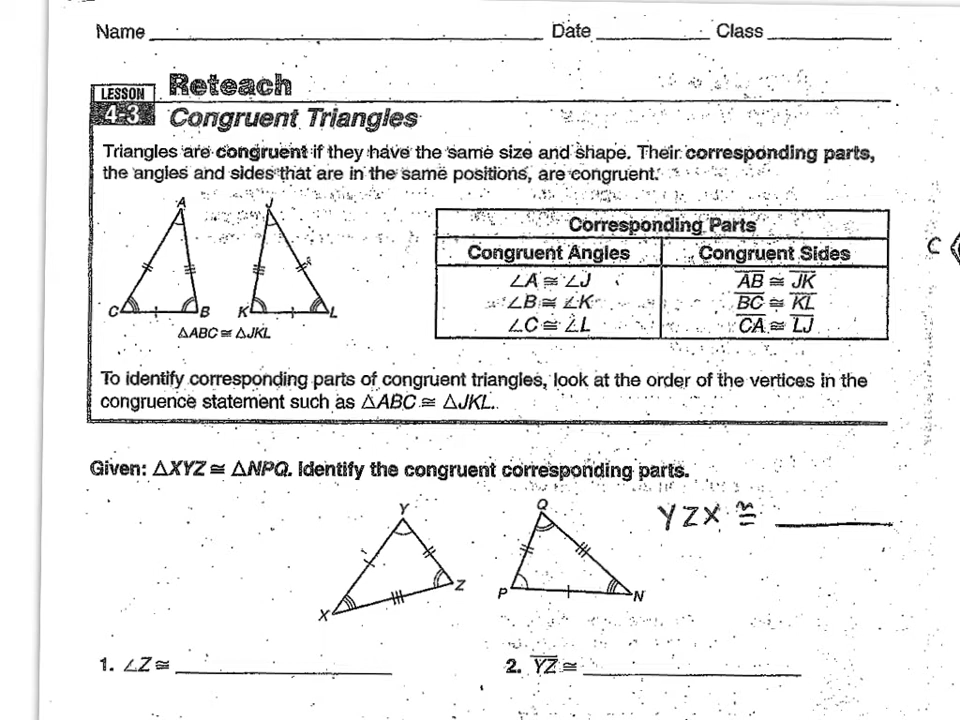 Name Date Class
LESSON 4-3 Reteach
Congruent Triangles
Triangles are congruent if they have the same size and shape. Their corresponding parts,
the angles and sides that are in the same positions, are congruent.
A J
C B K L
△ABC ≅ △JKL
Corresponding Parts
Congruent Angles Congruent Sides
∠A ≅ ∠J AB ≅ JK
∠B ≅ ∠K BC ≅ KL
∠C ≅ ∠L CA ≅ LJ
C
To identify corresponding parts of congruent triangles, look at the order of the vertices in the
congruence statement such as △ABC ≅ △JKL.
Given: △XYZ ≅ △NPQ. Identify the congruent corresponding parts.
Y Q
YZX ≅
X Z P N
1. ∠Z ≅ 2. YZ ≅